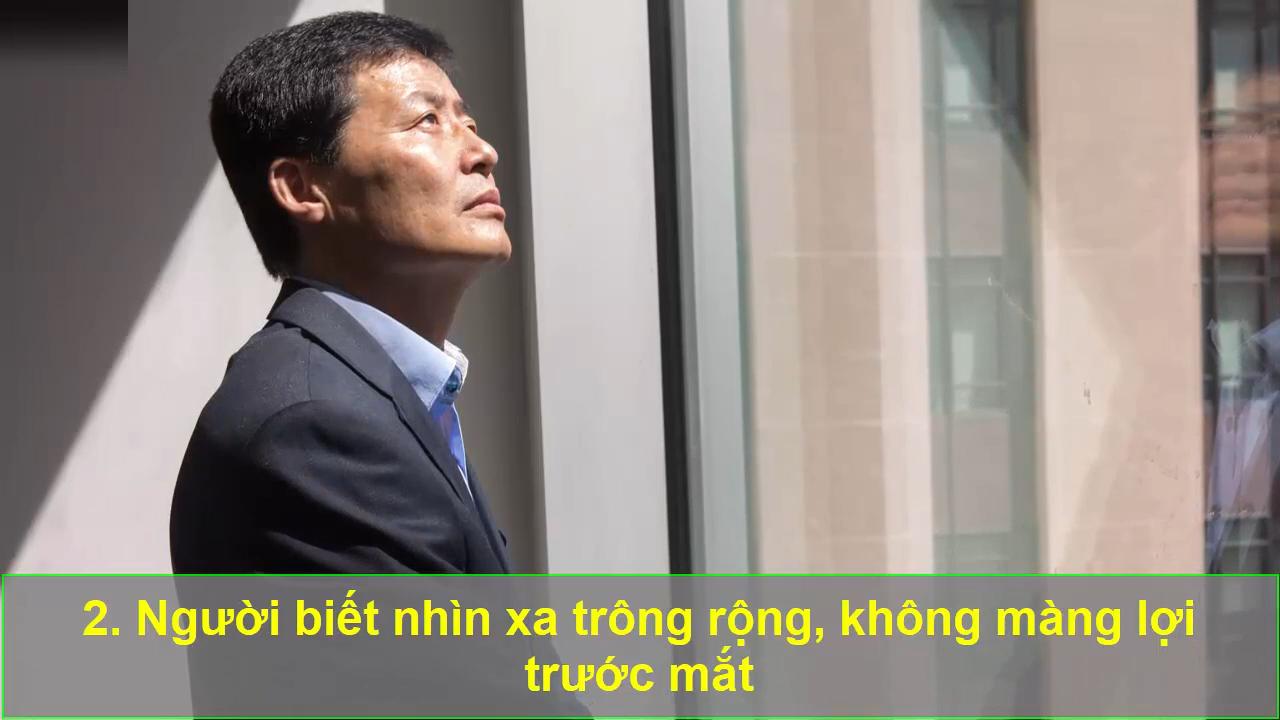 2. Người biết nhìn xa trông rộng, không màng lợi
trước mắt